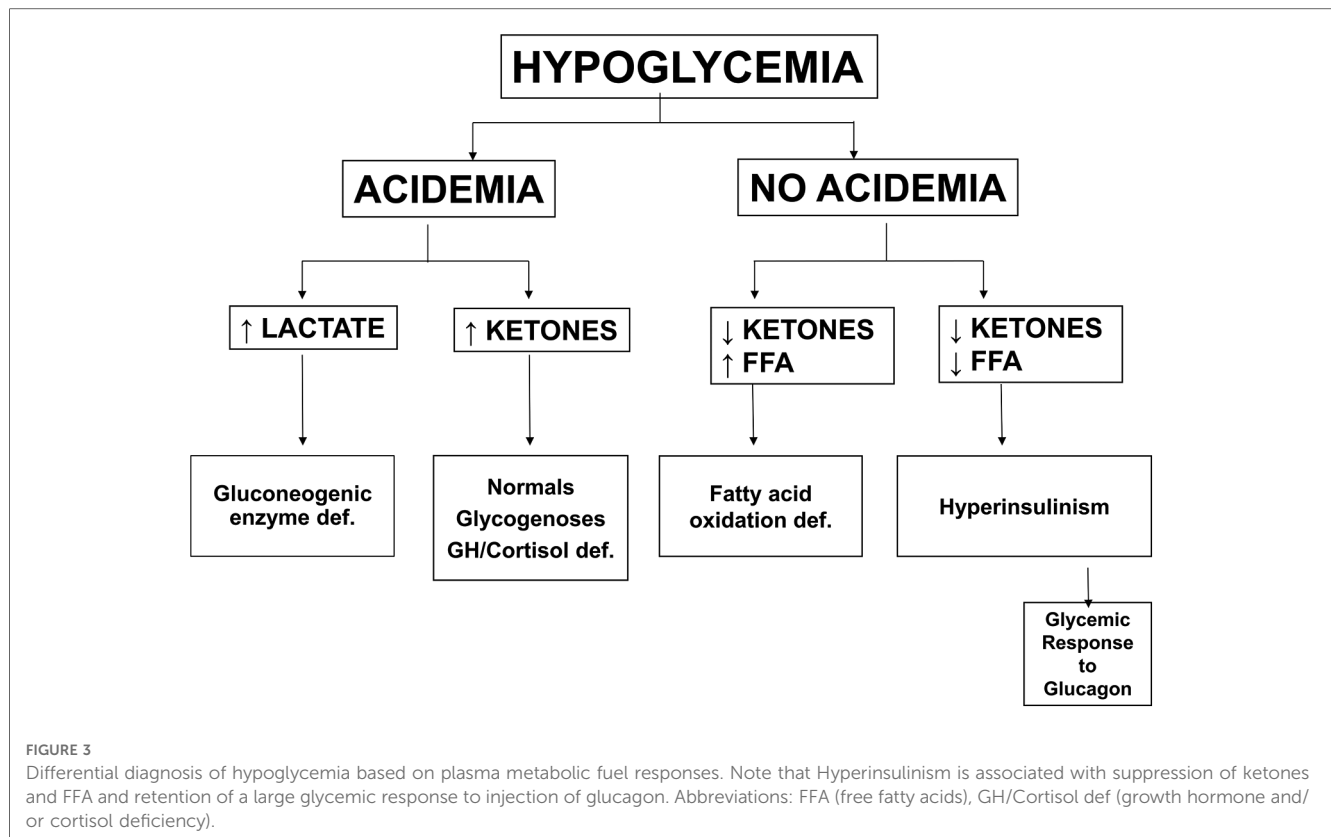 HYPOGLYCEMIA
ACIDEMIA
NO ACIDEMIA
↑ LACTATE
↑ KETONES
↓ KETONES
↑ FFA
↓ KETONES
↓ FFA
Gluconeogenic
enzyme def.
Normals
Glycogenoses
GH/Cortisol def.
Fatty acid
oxidation def.
Hyperinsulinism
Glycemic
Response
to
Glucagon
FIGURE 3
Differential diagnosis of hypoglycemia based on plasma metabolic fuel responses. Note that Hyperinsulinism is associated with suppression of ketones
and FFA and retention of a large glycemic response to injection of glucagon. Abbreviations: FFA (free fatty acids), GH/Cortisol def (growth hormone and/
or cortisol deficiency).